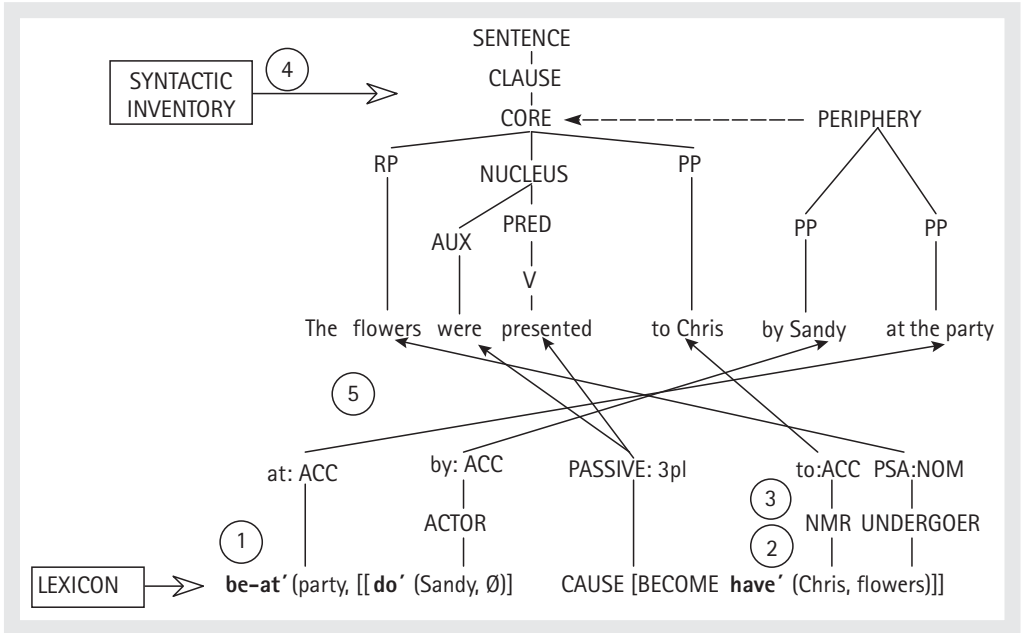 SENTENCE
4
SYNTACTIC
INVENTORY
CLAUSE
CORE
PERIPHERY
RP
NUCLEUS
PP
AUX
PRED
PP
PP
V
The flowers were presented to Chris by Sandy at the party
5
at: ACC
by: ACC
PASSIVE: 3pl
to:ACC
PSA:NOM
3
1
ACTOR
NMR
UNDERGOER
2
LEXICON
be–at′ (party, [[do′ (Sandy, Ø)] CAUSE [BECOME have′ (Chris, flowers)]]